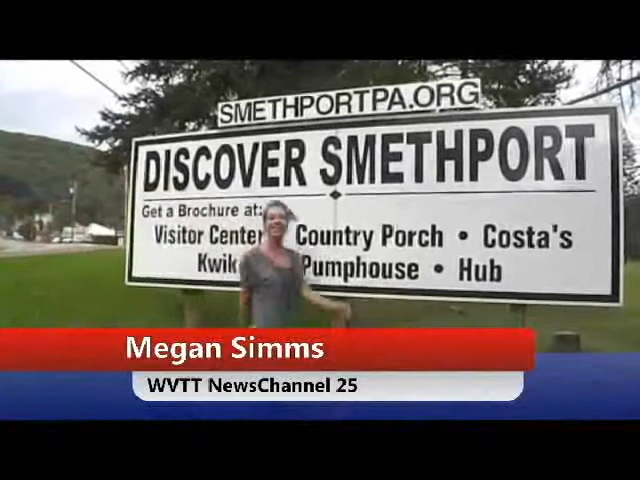 SMETHPORTPA.ORG
DISCOVER SMETHPORT
Get a Brochure at:
Visitor Center Country Porch • Costa's
Kwik Pumphouse • Hub
Megan Simms
WVTT NewsChannel 25